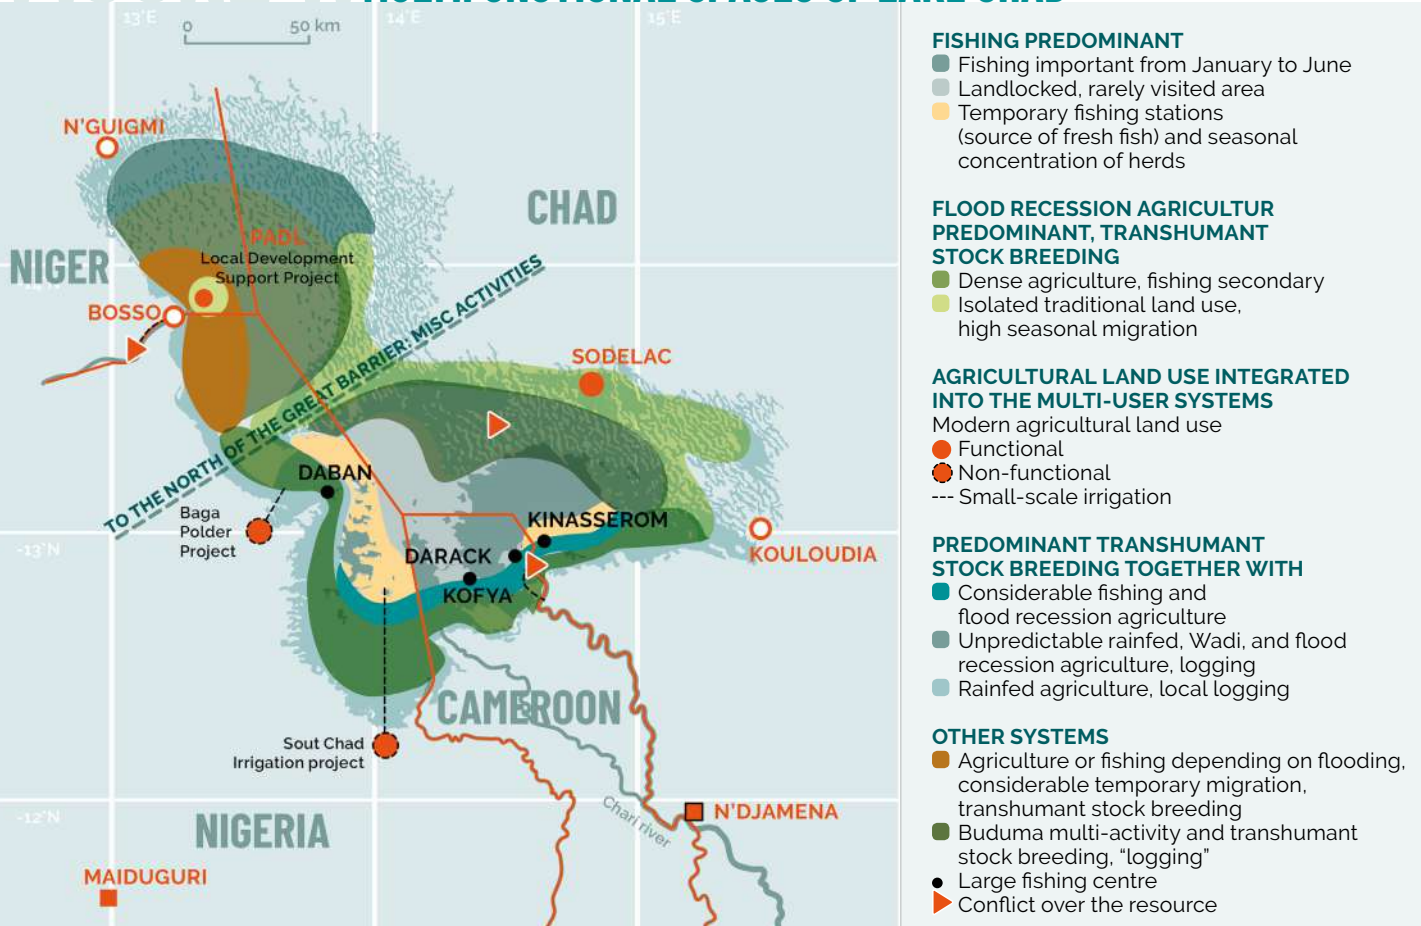 MULTIFUNCTIONAL SPACES OF LAKE CHAD
13°E
14°E
15°E
0 50 km
N'GUIGMI
CHAD
NIGER
PADL
Local Development
Support Project
BOSSO
TO THE NORTH OF THE GREAT BARRIER: MISC ACTIVITIES
SODELAC
DABAN
Baga
Polder
Project
KINASSEROM
-13°N
DARACK
KOULOUDIA
KOFYA
CAMEROON
Sout Chad
Irrigation project
-12°N
Chari river
N'DJAMENA
NIGERIA
MAIDUGURI
FISHING PREDOMINANT
Fishing important from January to June
Landlocked, rarely visited area
Temporary fishing stations
(source of fresh fish) and seasonal
concentration of herds
FLOOD RECESSION AGRICULTUR
PREDOMINANT, TRANSHUMANT
STOCK BREEDING
Dense agriculture, fishing secondary
Isolated traditional land use,
high seasonal migration
AGRICULTURAL LAND USE INTEGRATED
INTO THE MULTI-USER SYSTEMS
Modern agricultural land use
Functional
Non-functional
--- Small-scale irrigation
PREDOMINANT TRANSHUMANT
STOCK BREEDING TOGETHER WITH
Considerable fishing and
flood recession agriculture
Unpredictable rainfed, Wadi, and flood
recession agriculture, logging
Rainfed agriculture, local logging
OTHER SYSTEMS
Agriculture or fishing depending on flooding,
considerable temporary migration,
transhumant stock breeding
Buduma multi-activity and transhumant
stock breeding, “logging”
Large fishing centre
Conflict over the resource